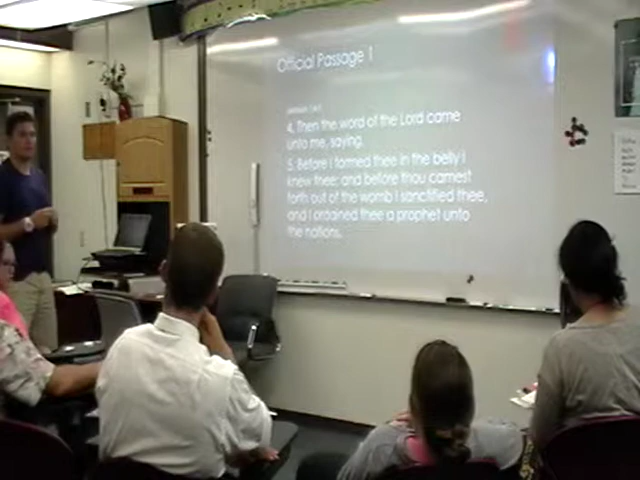 Official Passage 1
4. Then the word of the Lord came
unto me, saying,
5. Before I formed thee in the belly I
knew thee; and before thou camest
forth out of the womb I sanctified thee,
and I ordained thee a prophet unto
the nations.